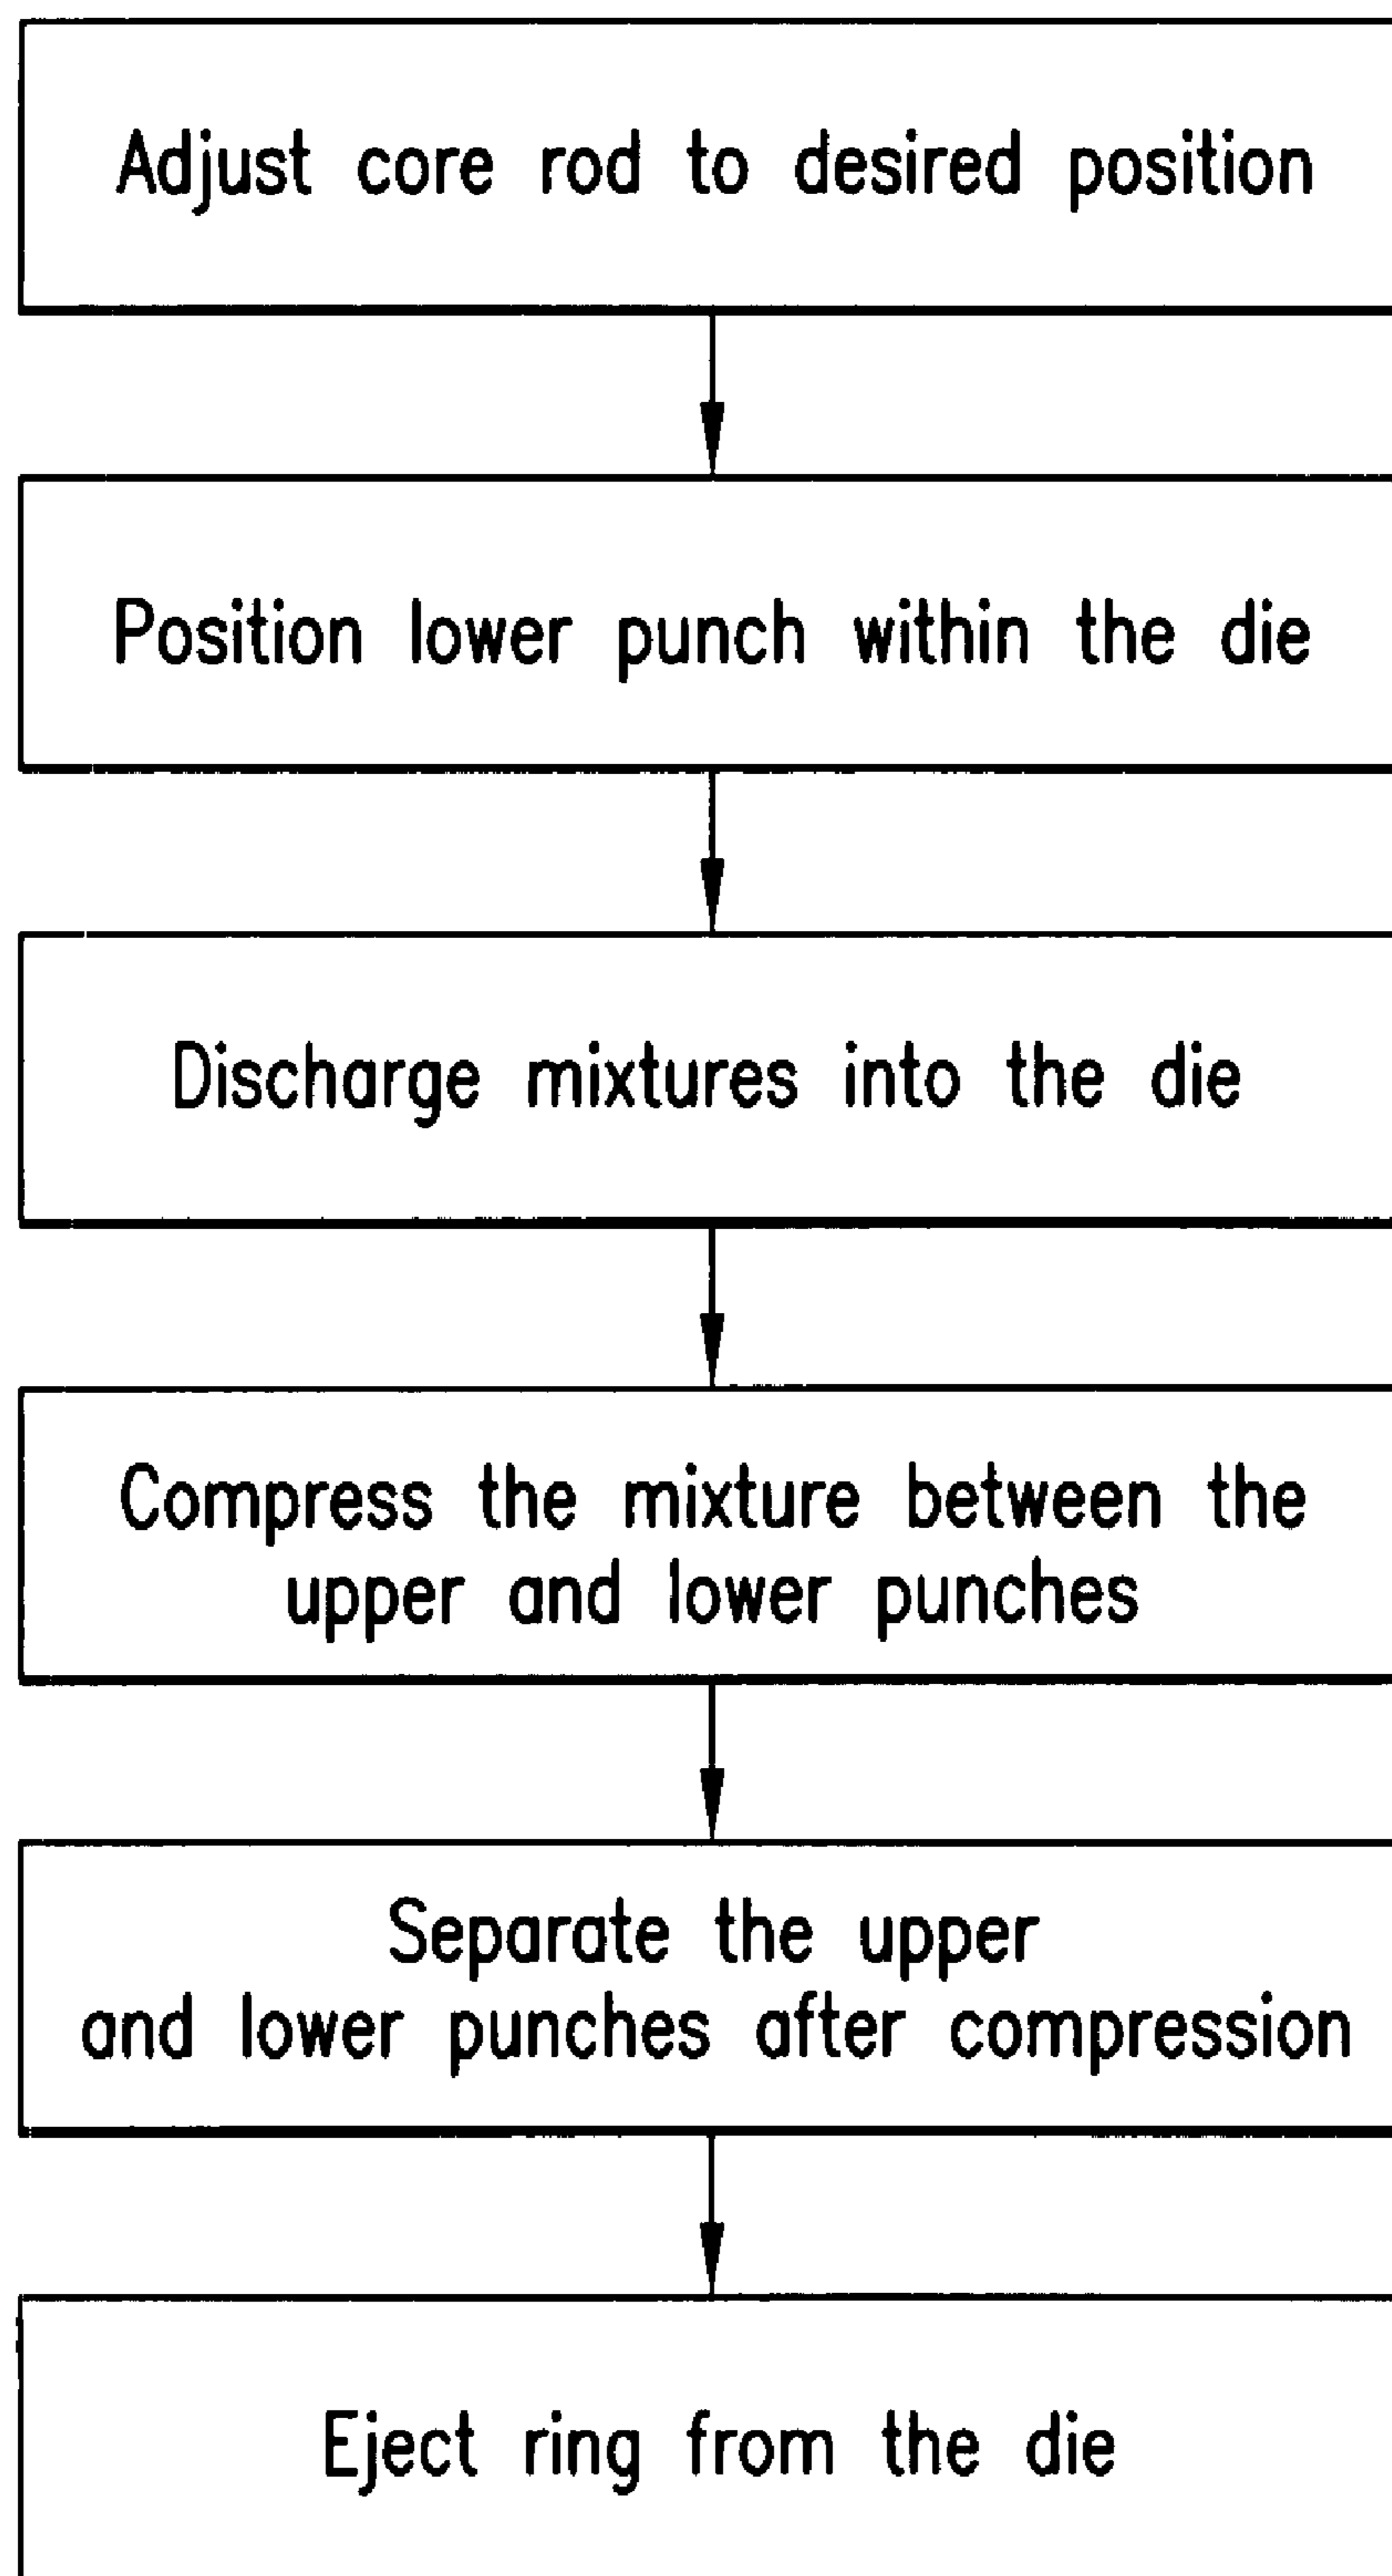 Adjust core rod to desired position
Position lower punch within the die
Discharge mixtures into the die
Compress the mixture between the
upper and lower punches
Separate the upper
and lower punches after compression
Eject ring from the die